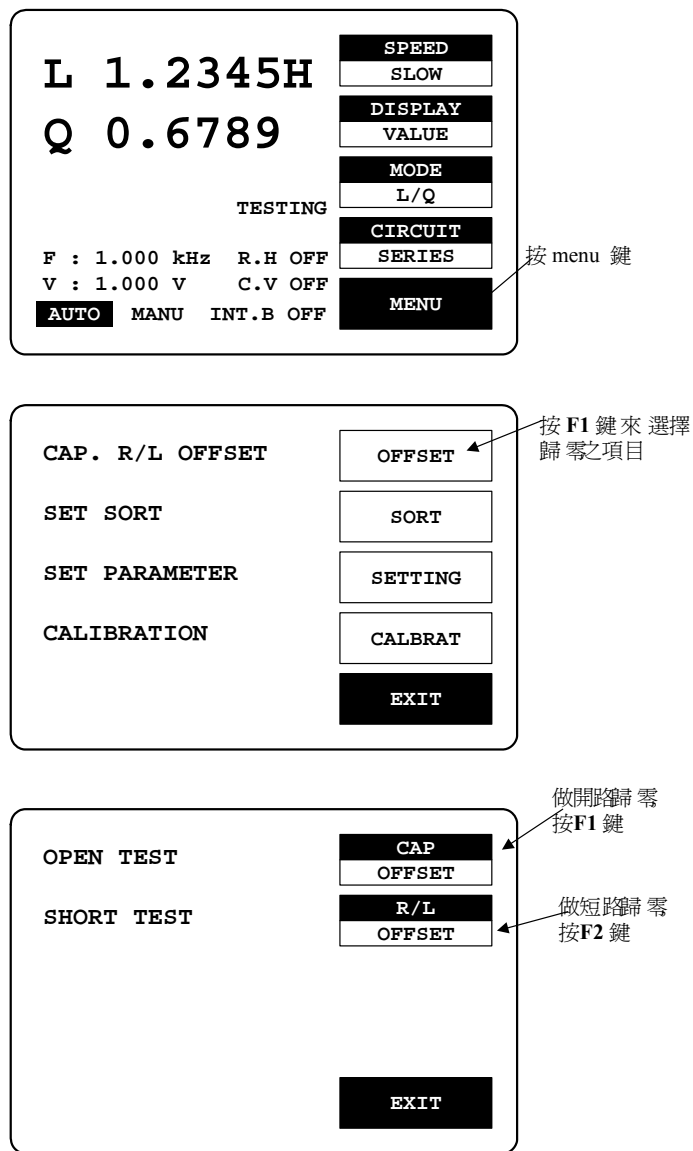 L 1.2345H
Q 0.6789
TESTING
F : 1.000 kHz R.H OFF
V : 1.000 V C.V OFF
AUTO MANU INT.B OFF
SPEED
SLOW
DISPLAY
VALUE
MODE
L/Q
CIRCUIT
SERIES
MENU
按 menu 鍵
CAP. R/L OFFSET
OFFSET
SET SORT
SORT
SET PARAMETER
SETTING
CALIBRATION
CALBRAT
EXIT
按 F1 鍵來選擇
歸零之項目
OPEN TEST
CAP
OFFSET
SHORT TEST
R/L
OFFSET
EXIT
做開路歸零
按F1 鍵
做短路歸零
按F2 鍵